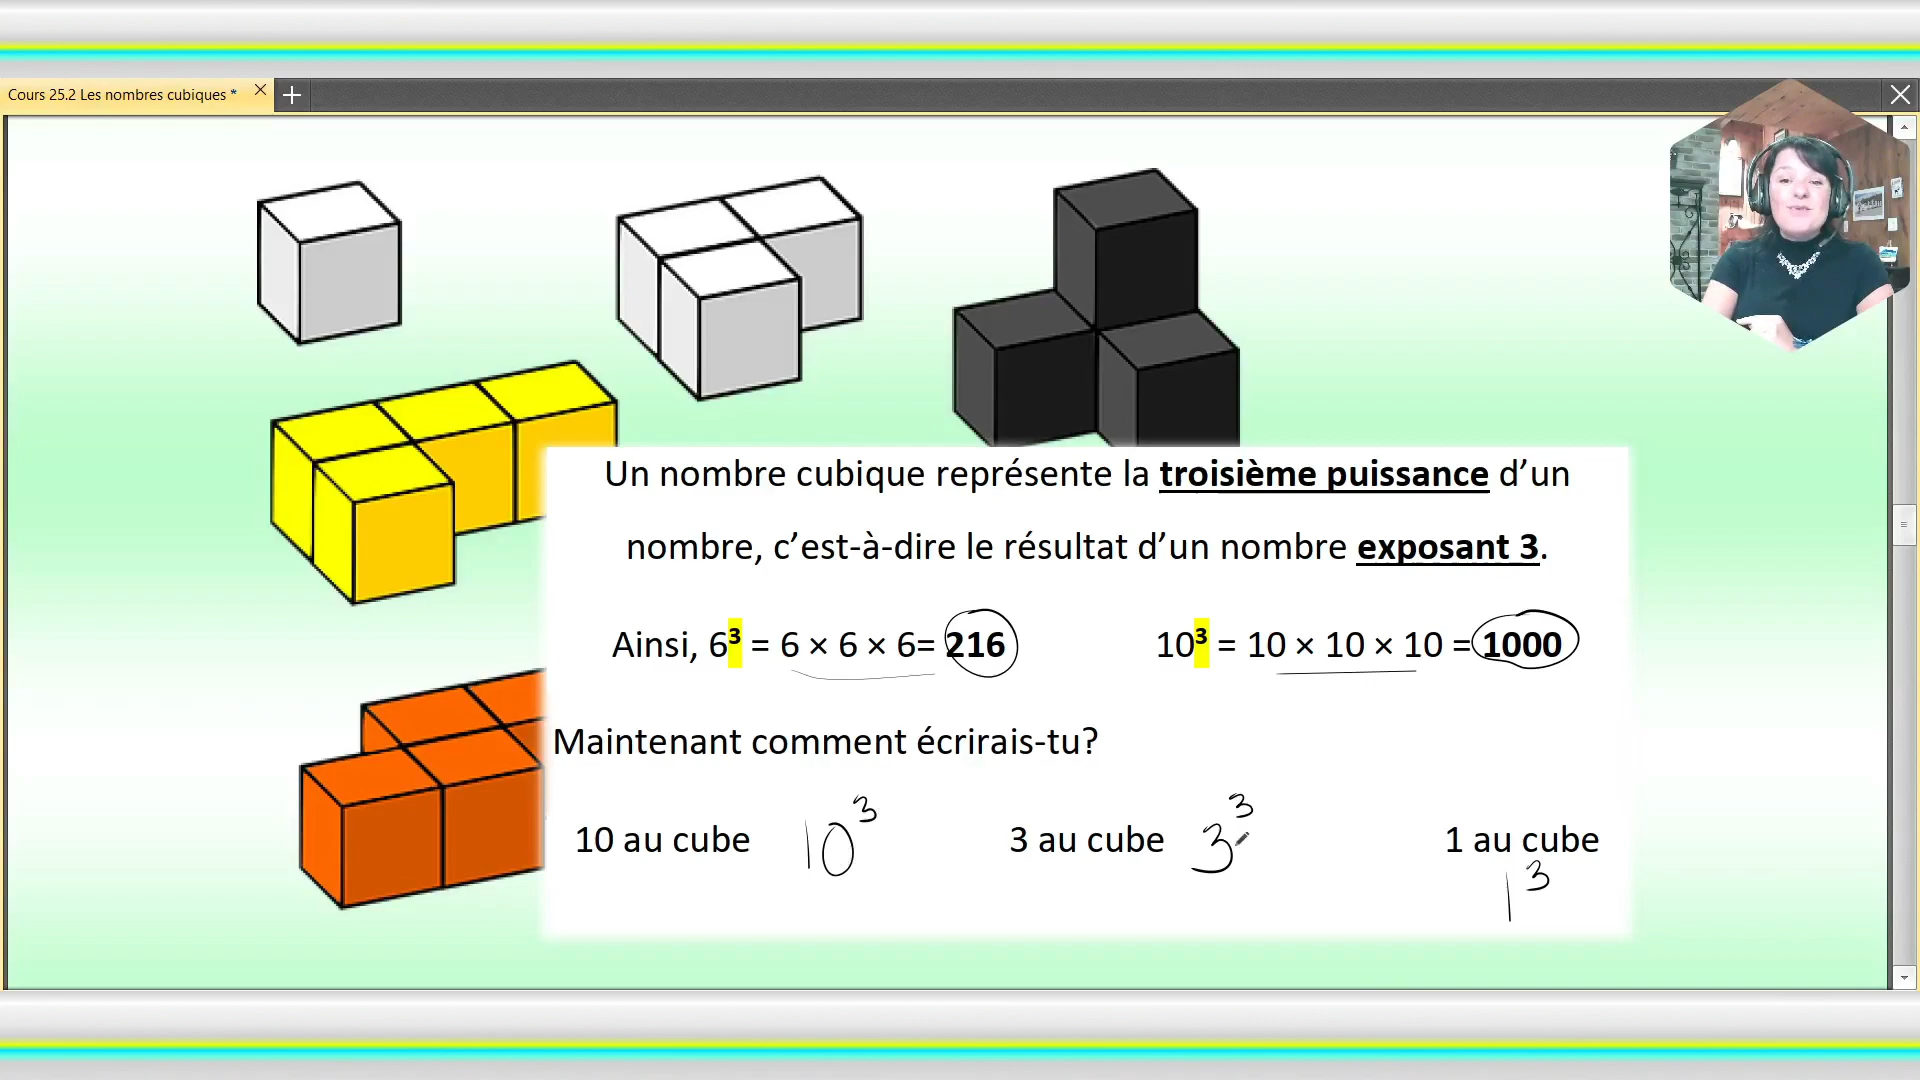 Cours 25.2 Les nombres cubiques *
Un nombre cubique représente la troisième puissance d’un
nombre, c’est-à-dire le résultat d’un nombre exposant 3.
Ainsi, 6³ = 6 × 6 × 6= 216 10³ = 10 × 10 × 10 = 1000
Maintenant comment écrirais-tu?
10 au cube 10³ 3 au cube 3³ 1 au cube
1³